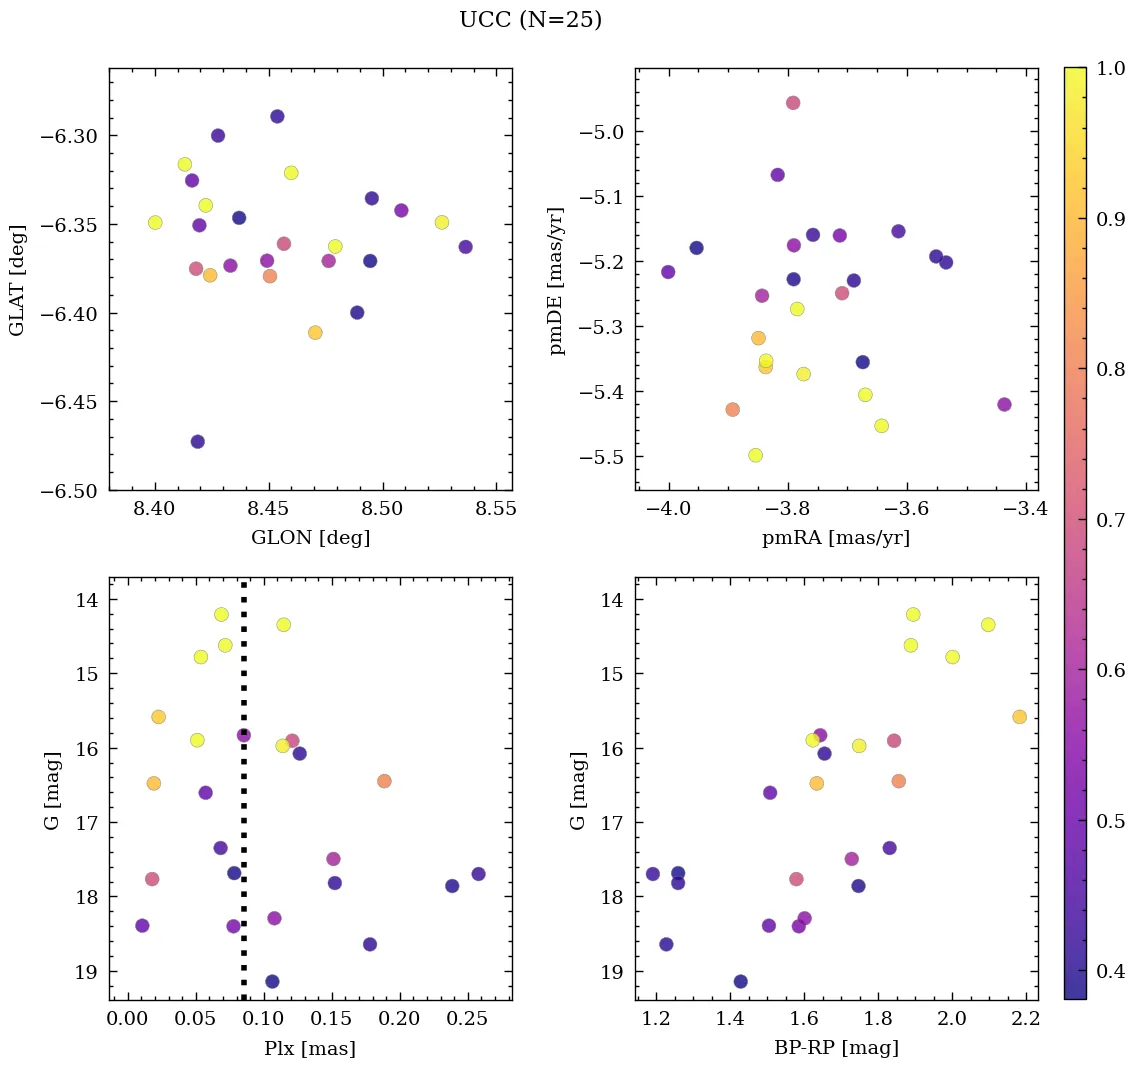 UCC (N=25)
−6.30
−6.35
−6.40
−6.45
−6.50
GLAT [deg]
8.40 8.45 8.50 8.55
GLON [deg]
−5.0
−5.1
−5.2
−5.3
−5.4
−5.5
pmDE [mas/yr]
−4.0 −3.8 −3.6 −3.4
pmRA [mas/yr]
14
15
16
17
18
19
G [mag]
0.00 0.05 0.10 0.15 0.20 0.25
Plx [mas]
14
15
16
17
18
19
G [mag]
1.2 1.4 1.6 1.8 2.0 2.2
BP-RP [mag]
1.0
0.9
0.8
0.7
0.6
0.5
0.4